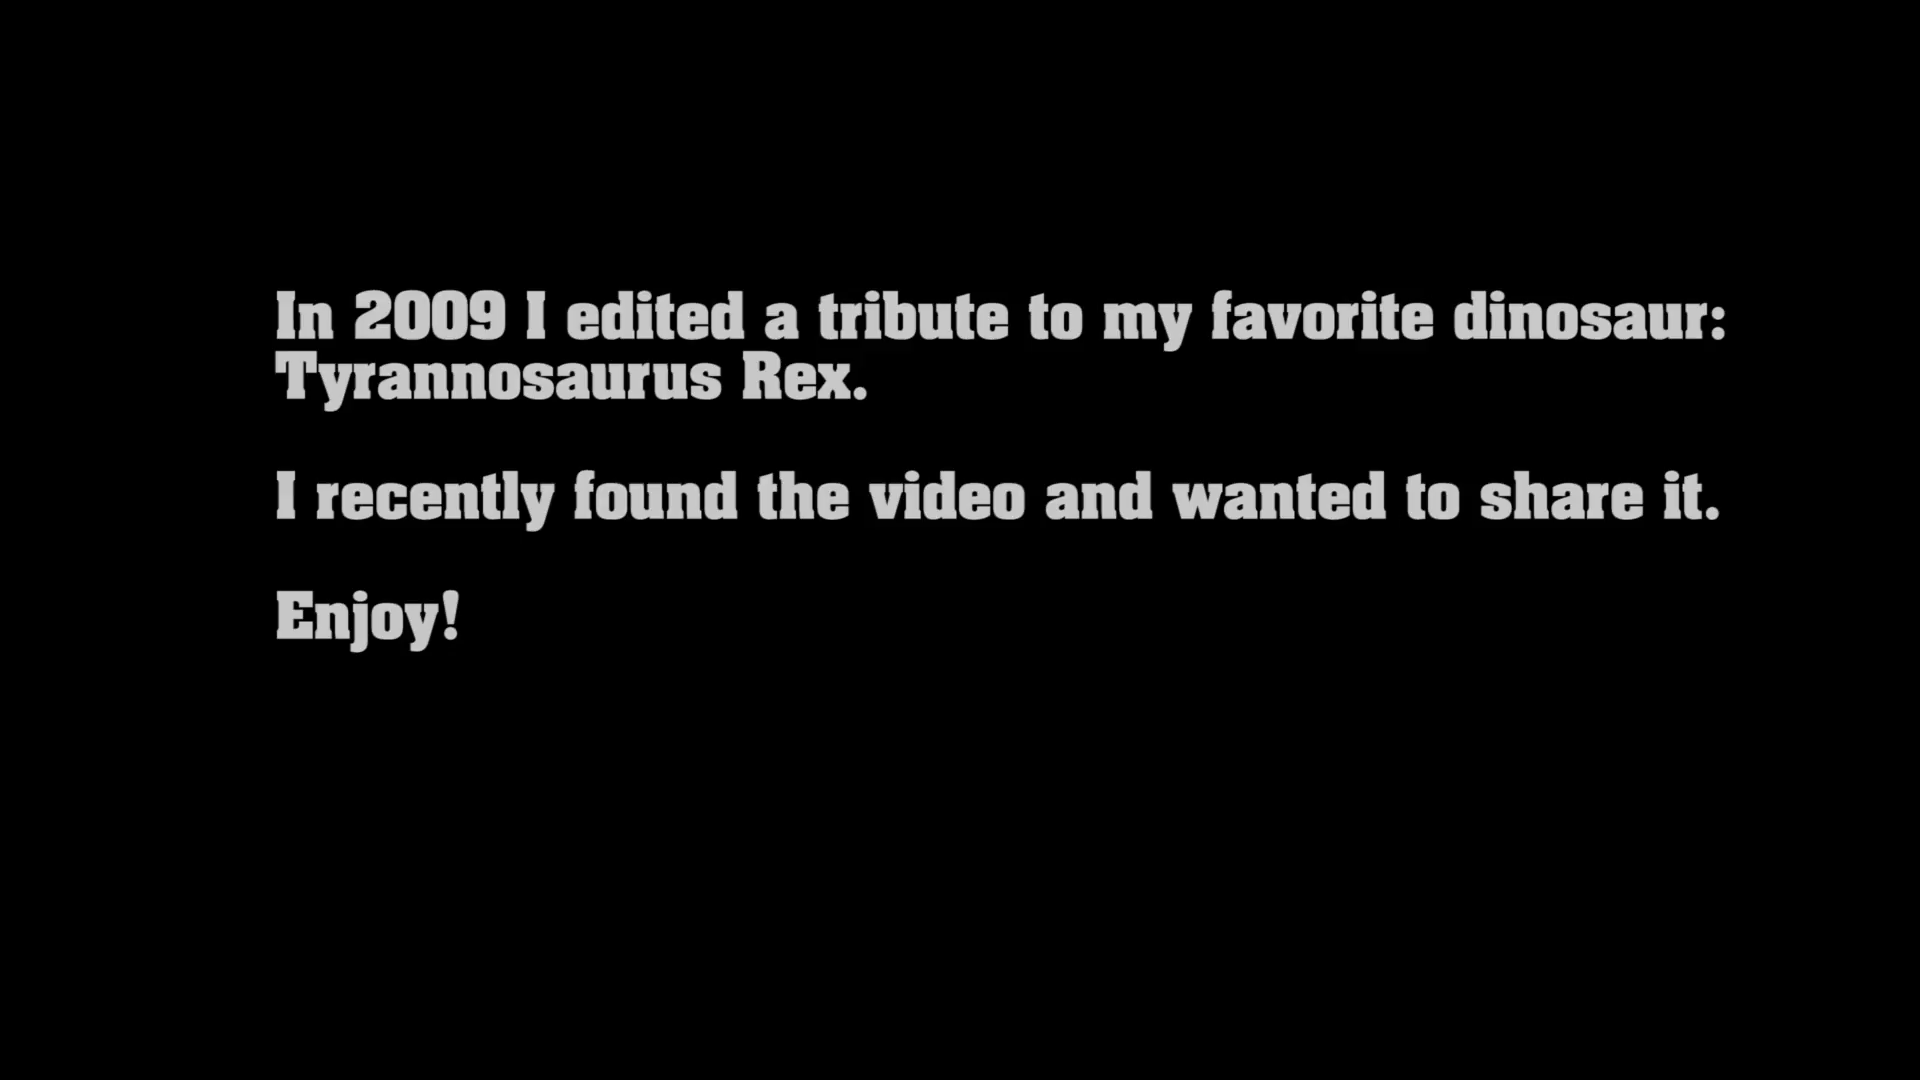 In 2009 I edited a tribute to my favorite dinosaur:
Tyrannosaurus Rex.
I recently found the video and wanted to share it.
Enjoy!